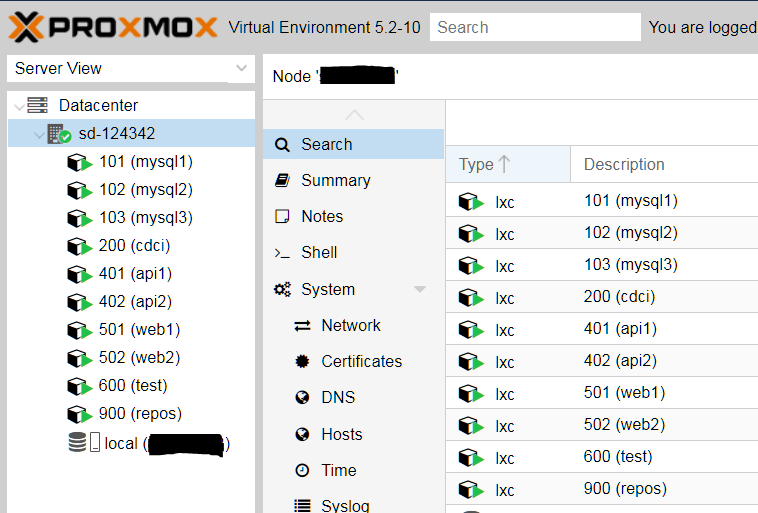 PROXMOX Virtual Environment 5.2-10 Search You are logged
Server View
Node ' '
Datacenter
sd-124342
101 (mysql1)
102 (mysql2)
103 (mysql3)
200 (cdci)
401 (api1)
402 (api2)
501 (web1)
502 (web2)
600 (test)
900 (repos)
local ( )
Search
Summary
Notes
Shell
System
Network
Certificates
DNS
Hosts
Time
Syslog
Type Description
lxc 101 (mysql1)
lxc 102 (mysql2)
lxc 103 (mysql3)
lxc 200 (cdci)
lxc 401 (api1)
lxc 402 (api2)
lxc 501 (web1)
lxc 502 (web2)
lxc 600 (test)
lxc 900 (repos)